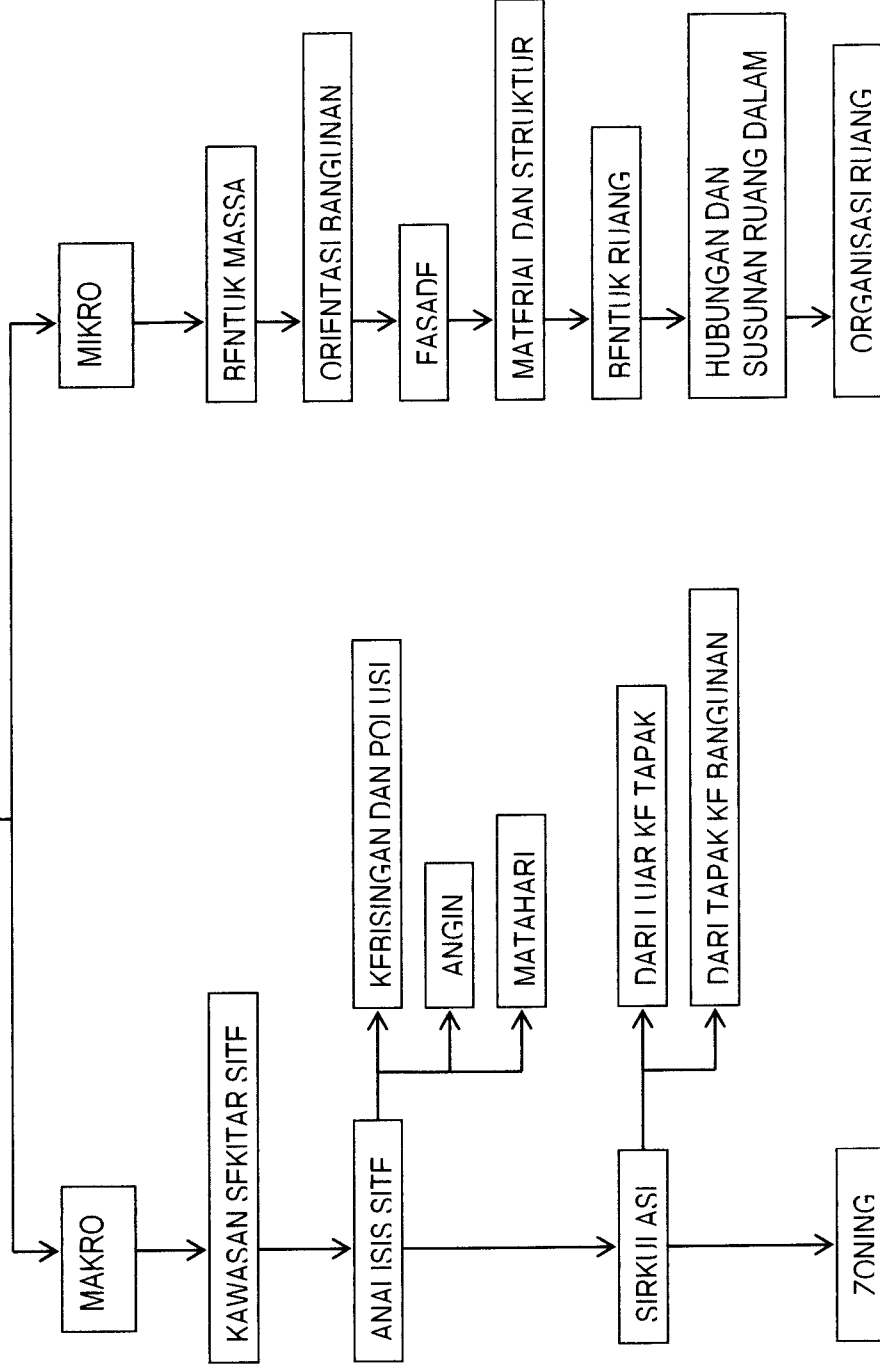 MAKRO
KAWASAN SEKITAR SITE
ANALISIS SITE
KEBISINGAN DAN POLUSI
ANGIN
MATAHARI
SIRKULASI
DARI LUAR KE TAPAK
DARI TAPAK KE BANGUNAN
ZONING
MIKRO
BENTUK MASSA
ORIENTASI BANGUNAN
FASADE
MATERIAL DAN STRUKTUR
BENTUK RUANG
HUBUNGAN DAN
SUSUNAN RUANG DALAM
ORGANISASI RUANG